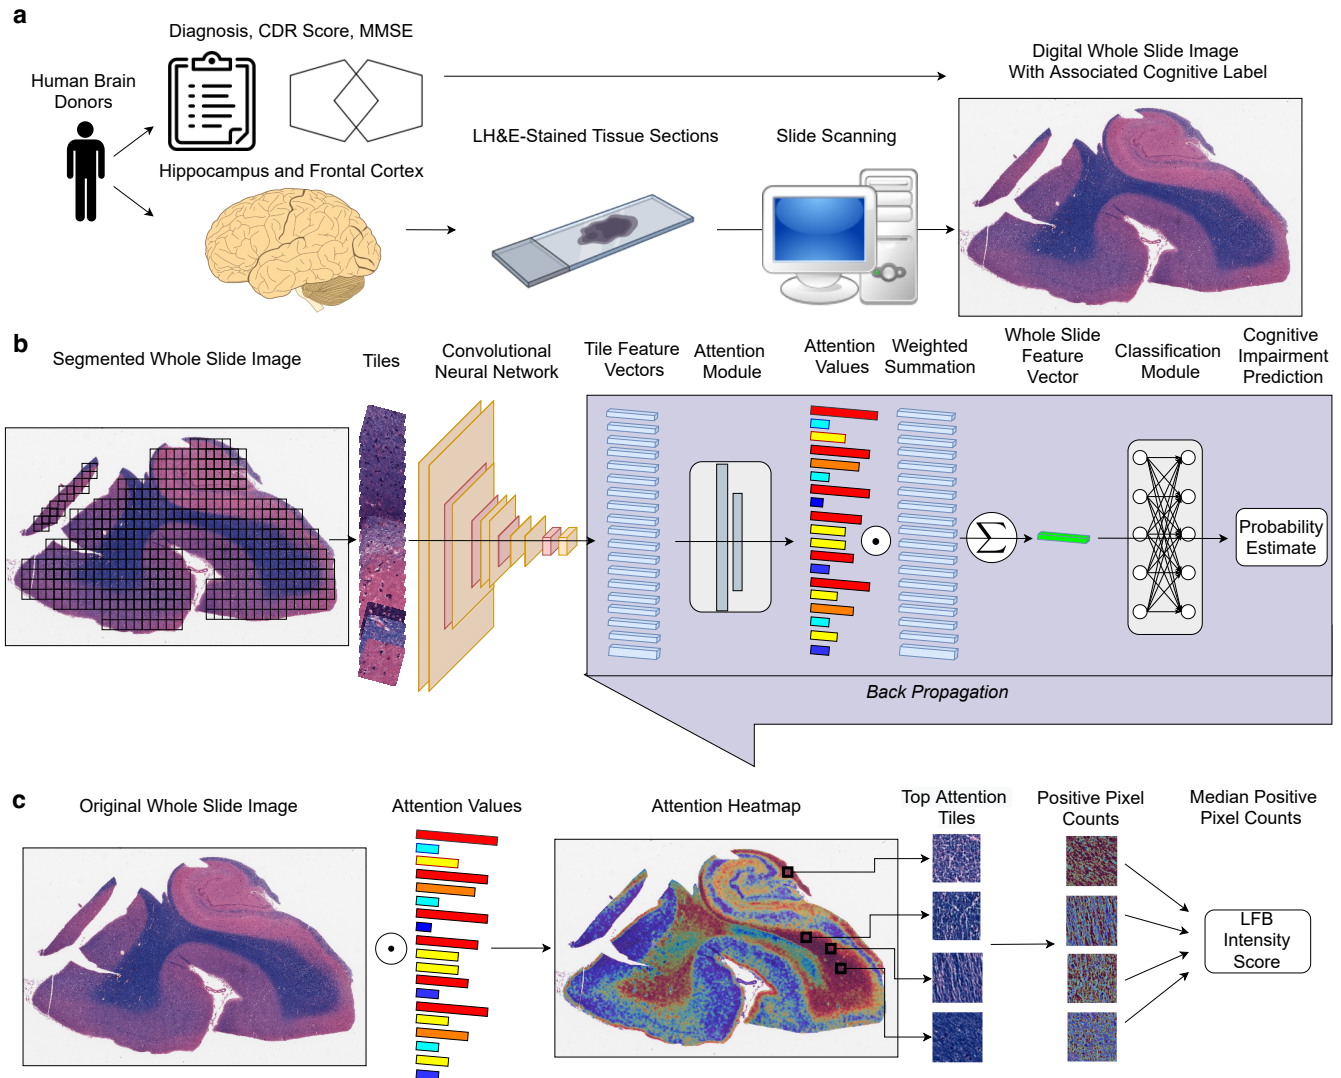 a
Diagnosis, CDR Score, MMSE
Human Brain
Donors
Digital Whole Slide Image
With Associated Cognitive Label
LH&E-Stained Tissue Sections
Slide Scanning
Hippocampus and Frontal Cortex
b
Segmented Whole Slide Image
Tiles
Convolutional
Neural Network
Tile Feature
Vectors
Attention
Module
Attention
Values
Weighted
Summation
Whole Slide
Feature
Vector
Classification
Module
Cognitive
Impairment
Prediction
Σ
Probability
Estimate
Back Propagation
c
Original Whole Slide Image
Attention Values
Attention Heatmap
Top Attention
Tiles
Positive Pixel
Counts
Median Positive
Pixel Counts
LFB
Intensity
Score